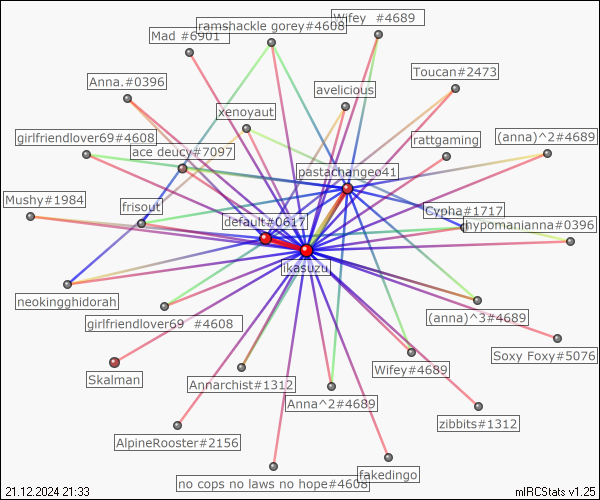 Wifey  #4689
ramshackle gorey#4608
Mad #6901
Toucan#2473
Anna.#0396
avelicious
xenoyaut
girlfriendlover69#4608
rattgaming
(anna)^2#4689
ace deucy#7097
pastachangeo41
Mushy#1984
frisout
Cypha#1717
default#0617
hypomanianna#0396
ikasuzu
neokingghidorah
girlfriendlover69  #4608
(anna)^3#4689
Soxy Foxy#5076
Skalman
Annarchist#1312
Wifey#4689
Anna^2#4689
zibbits#1312
AlpineRooster#2156
fakedingo
no cops no laws no hope#4608
21.12.2024 21:33
mIRCStats v1.25